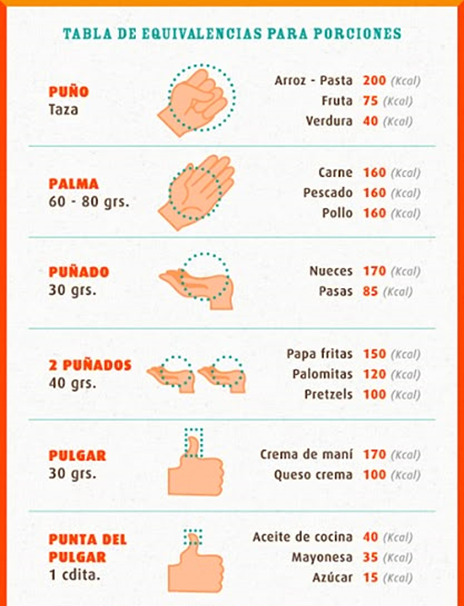 TABLA DE EQUIVALENCIAS PARA PORCIONES
PUÑO
Taza
Arroz - Pasta 200 (Kcal)
Fruta 75 (Kcal)
Verdura 40 (Kcal)
PALMA
60 - 80 grs.
Carne 160 (Kcal)
Pescado 160 (Kcal)
Pollo 160 (Kcal)
PUÑADO
30 grs.
Nueces 170 (Kcal)
Pasas 85 (Kcal)
2 PUÑADOS
40 grs.
Papa fritas 150 (Kcal)
Palomitas 120 (Kcal)
Pretzels 100 (Kcal)
PULGAR
30 grs.
Crema de maní 170 (Kcal)
Queso crema 100 (Kcal)
PUNTA DEL
PULGAR
1 cdita.
Aceite de cocina 40 (Kcal)
Mayonesa 35 (Kcal)
Azúcar 15 (Kcal)